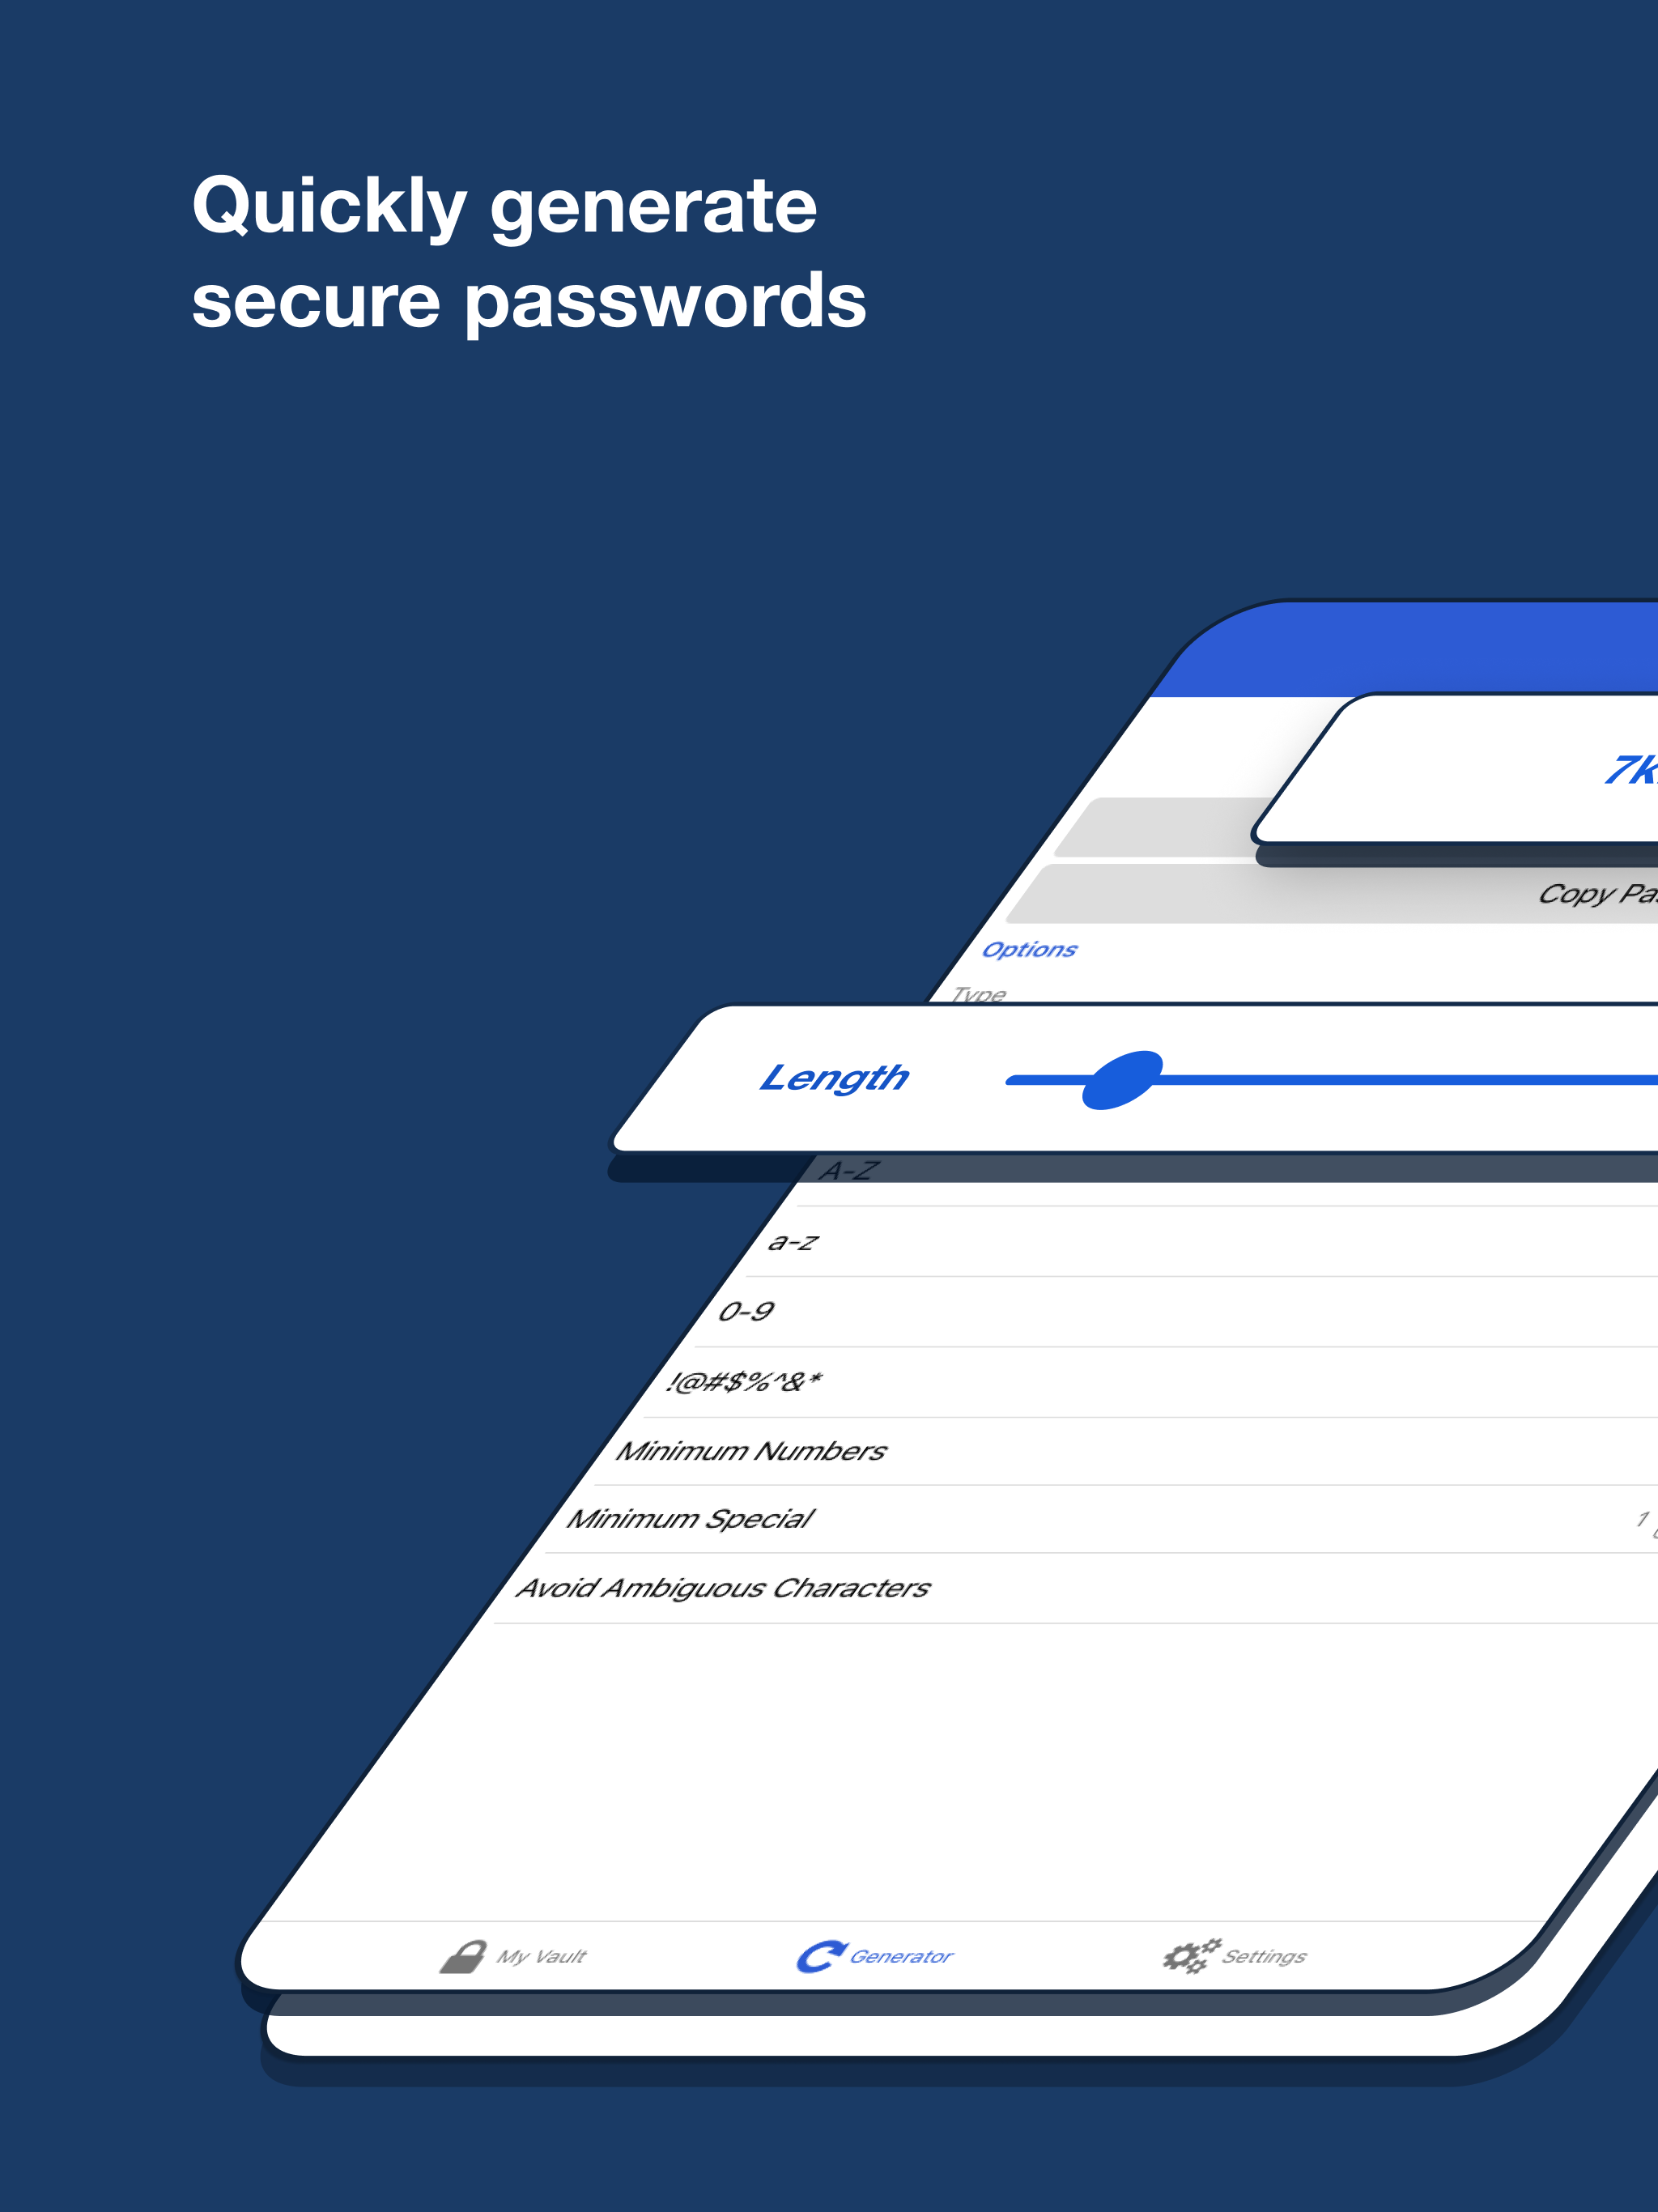 Quickly generate
secure passwords
7k
Copy
Options
Type
Length
A-Z
a-z
0-9
!@#$%^&*
Minimum Numbers
Minimum Special
1
Avoid Ambiguous Characters
My Vault
Generator
Settings